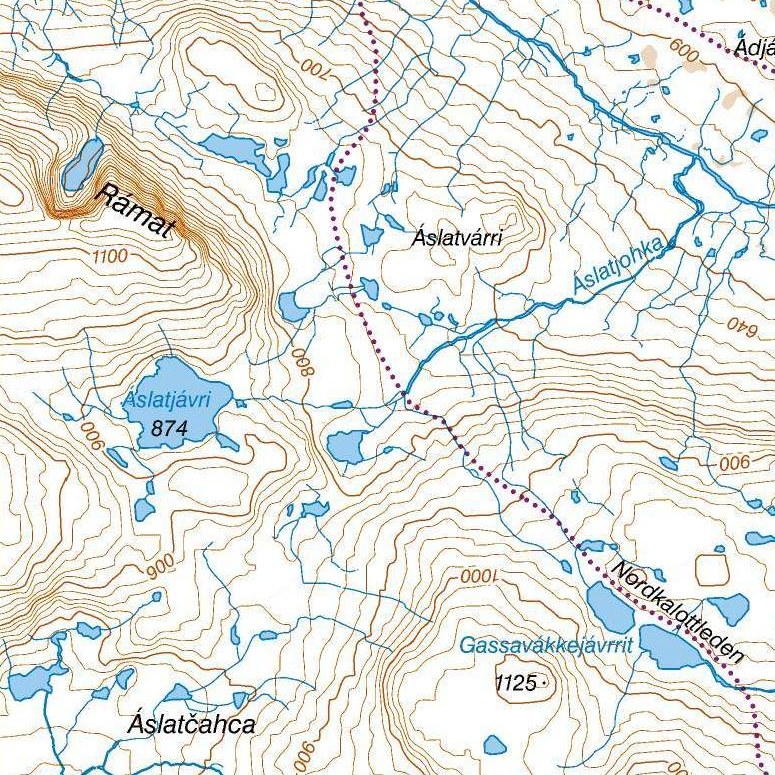 700
609
Ádjá
Rámat
Áslatvárri
1100
Áslatjohka
640
800
Áslatjávri
874
900
900
900
1000
Nordkalottleden
Gassavákkejávrrit
1125
Áslatčahca
900